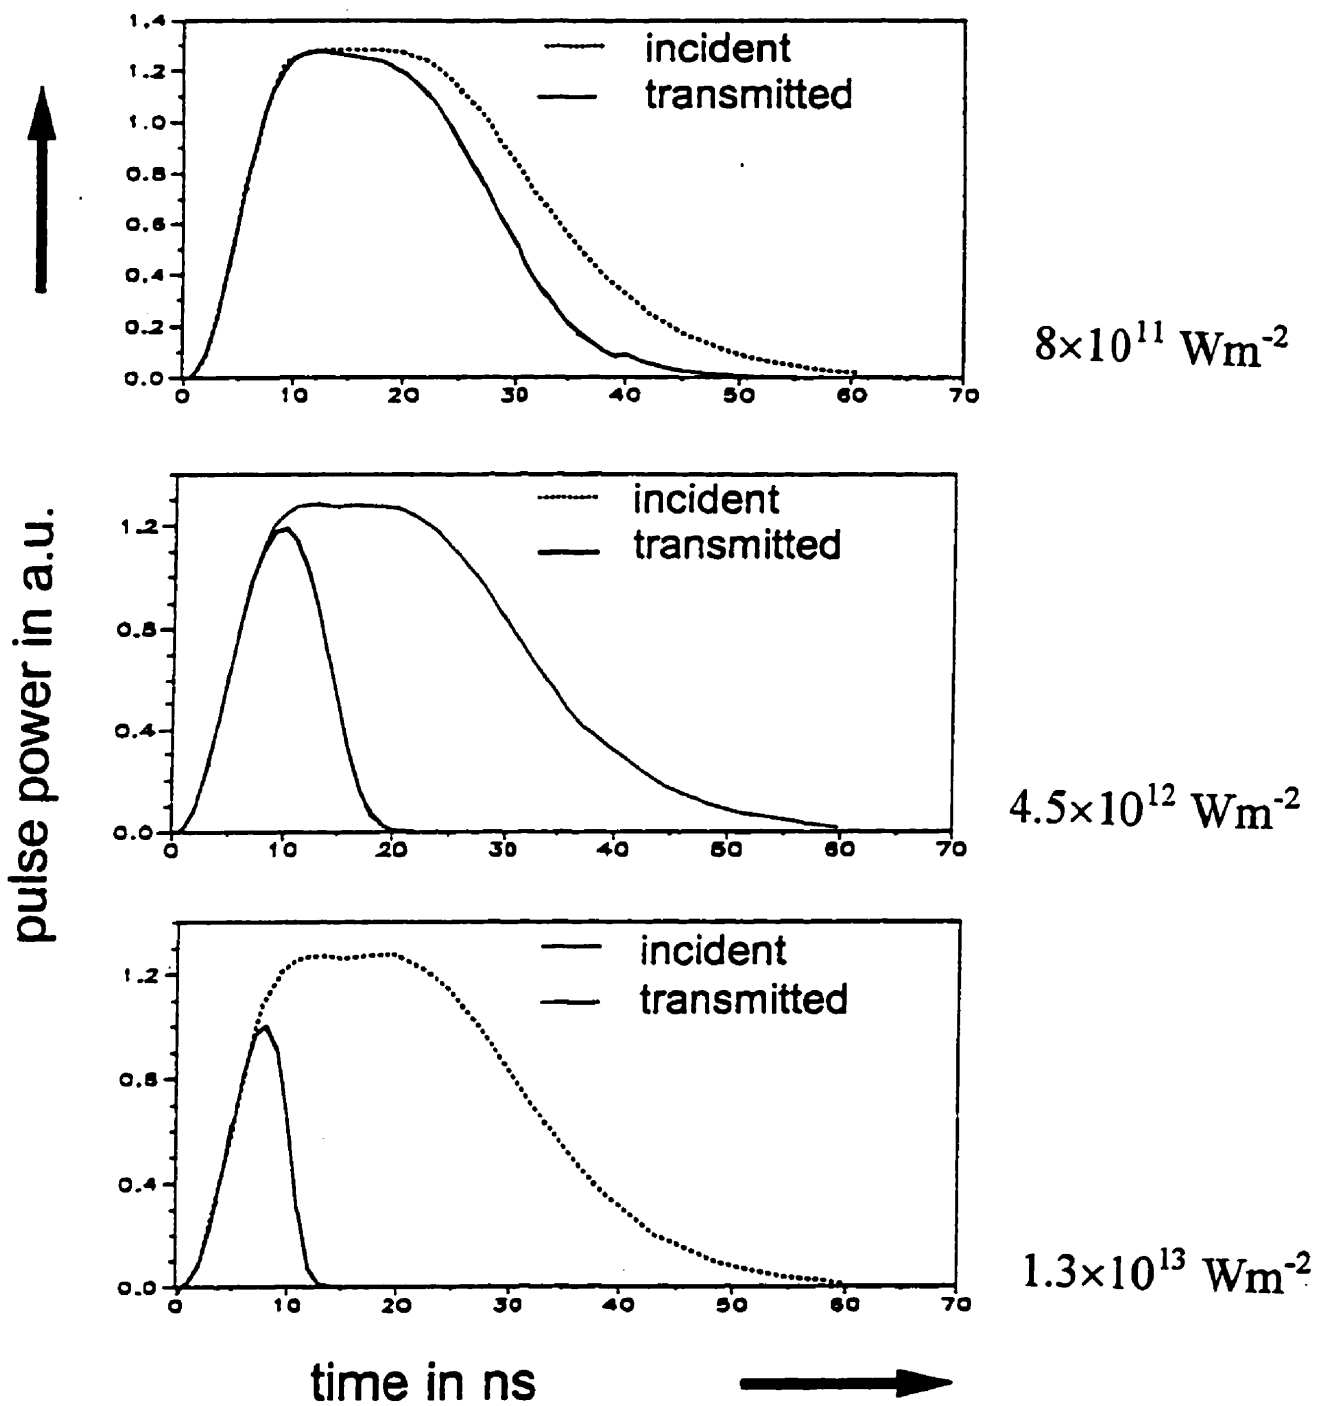 1.4
1.2
1.0
0.8
0.6
0.4
0.2
0.0
0 10 20 30 40 50 60 70
incident
transmitted
8×10¹¹ Wm⁻²
1.2
0.8
0.4
0.0
0 10 20 30 40 50 60 70
incident
transmitted
4.5×10¹² Wm⁻²
pulse power in a.u.
1.2
0.8
0.4
0.0
0 10 20 30 40 50 60 70
incident
transmitted
1.3×10¹³ Wm⁻²
time in ns